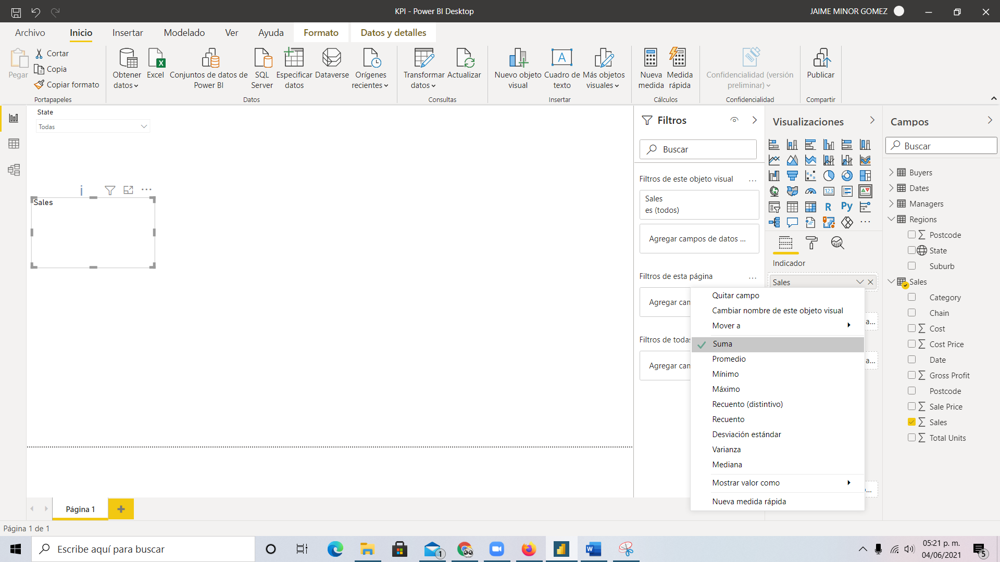 KPI - Power BI Desktop
JAIME MINOR GOMEZ
Archivo
Inicio
Insertar
Modelado
Ver
Ayuda
Formato
Datos y detalles
Pegar
Cortar
Copia
Copiar formato
Portapapeles
Obtener
datos
Excel
Conjuntos de datos de
Power BI
SQL
Server
Especificar
datos
Dataverse
Orígenes
recientes
Datos
Transformar
datos
Actualizar
Consultas
Nuevo objeto
visual
A
Cuadro de
texto
Más objetos
visuales
Insertar
Nueva
medida
Medida
rápida
Cálculos
Confidencialidad (versión
preliminar)
Confidencialidad
Publicar
Compartir
State
Todas
Sales
Filtros
Buscar
Filtros de este objeto visual
...
Sales
es (todos)
Agregar campos de datos ...
Filtros de esta página
...
Agregar can
Filtros de todas
Agregar can
Visualizaciones
123
R
Py
...
Indicador
Sales
a...
a...
...
Quitar campo
Cambiar nombre de este objeto visual
Mover a
Suma
Promedio
Mínimo
Máximo
Recuento (distintivo)
Recuento
Desviación estándar
Varianza
Mediana
Mostrar valor como
Nueva medida rápida
Campos
Buscar
Buyers
Dates
Managers
Regions
Postcode
State
Suburb
Sales
Category
Chain
Cost
Cost Price
Date
Gross Profit
Postcode
Sale Price
Sales
Total Units
Página 1
+
Página 1 de 1
Escribe aquí para buscar
1
W
05:21 p. m.
04/06/2021
5